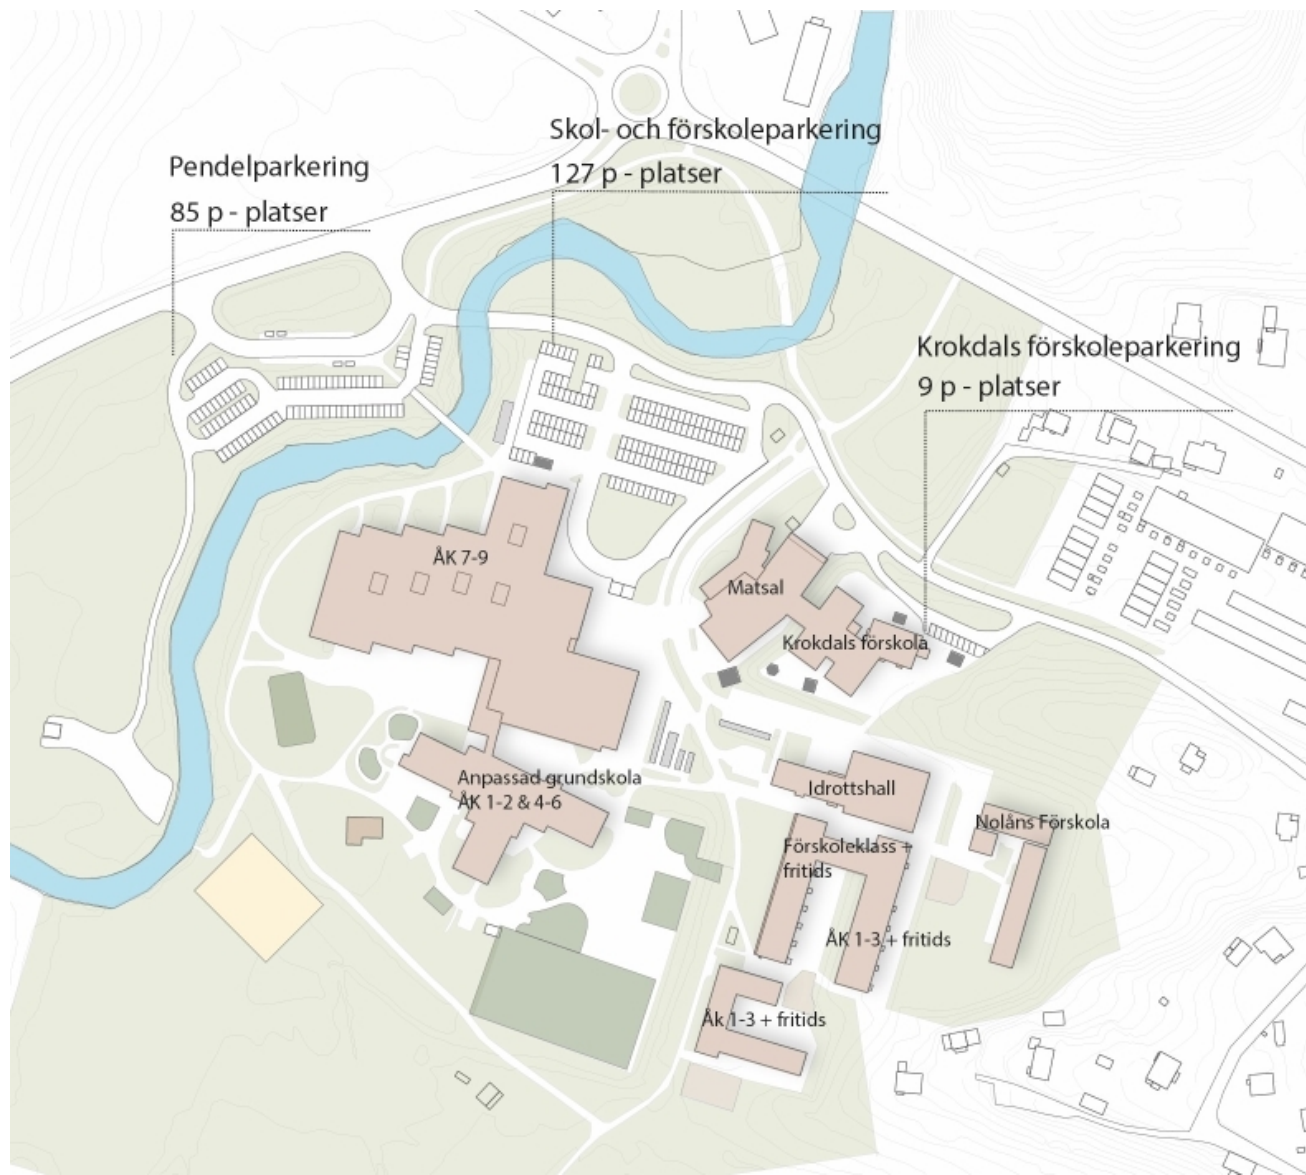 Skol- och förskoleparkering
127 p - platser
Pendelparkering
85 p - platser
Krokdals förskoleparkering
9 p - platser
ÅK 7-9
Matsal
Krokdals förskola
Anpassad grundskola
ÅK 1-2 & 4-6
Idrottshall
Nolåns Förskola
Förskoleklass +
fritids
ÅK 1-3 + fritids
Åk 1-3 + fritids